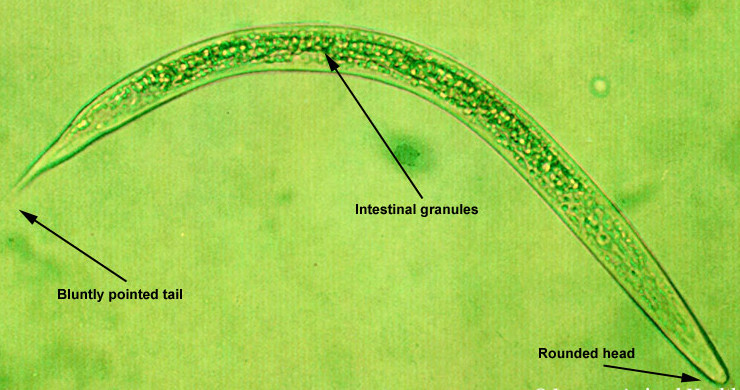 Intestinal granules
Bluntly pointed tail
Rounded head